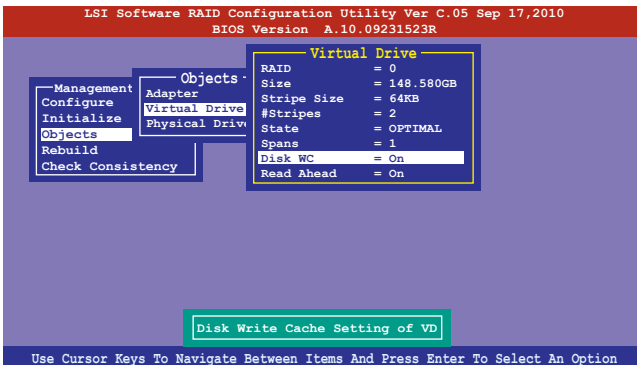 LSI Software RAID Configuration Utility Ver C.05 Sep 17,2010
BIOS Version A.10.09231523R
Management
Configure
Initialize
Objects
Rebuild
Check Consistency
Objects
Adapter
Virtual Drive
Physical Driv
Virtual Drive
RAID = 0
Size = 148.580GB
Stripe Size = 64KB
#Stripes = 2
State = OPTIMAL
Spans = 1
Disk WC = On
Read Ahead = On
Disk Write Cache Setting of VD
Use Cursor Keys To Navigate Between Items And Press Enter To Select An Option